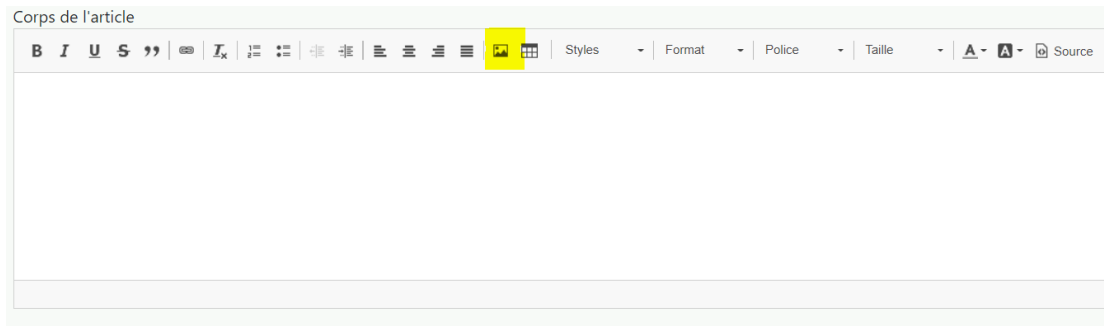 Corps de l'article
B I U S Styles Format Police Taille A A Source